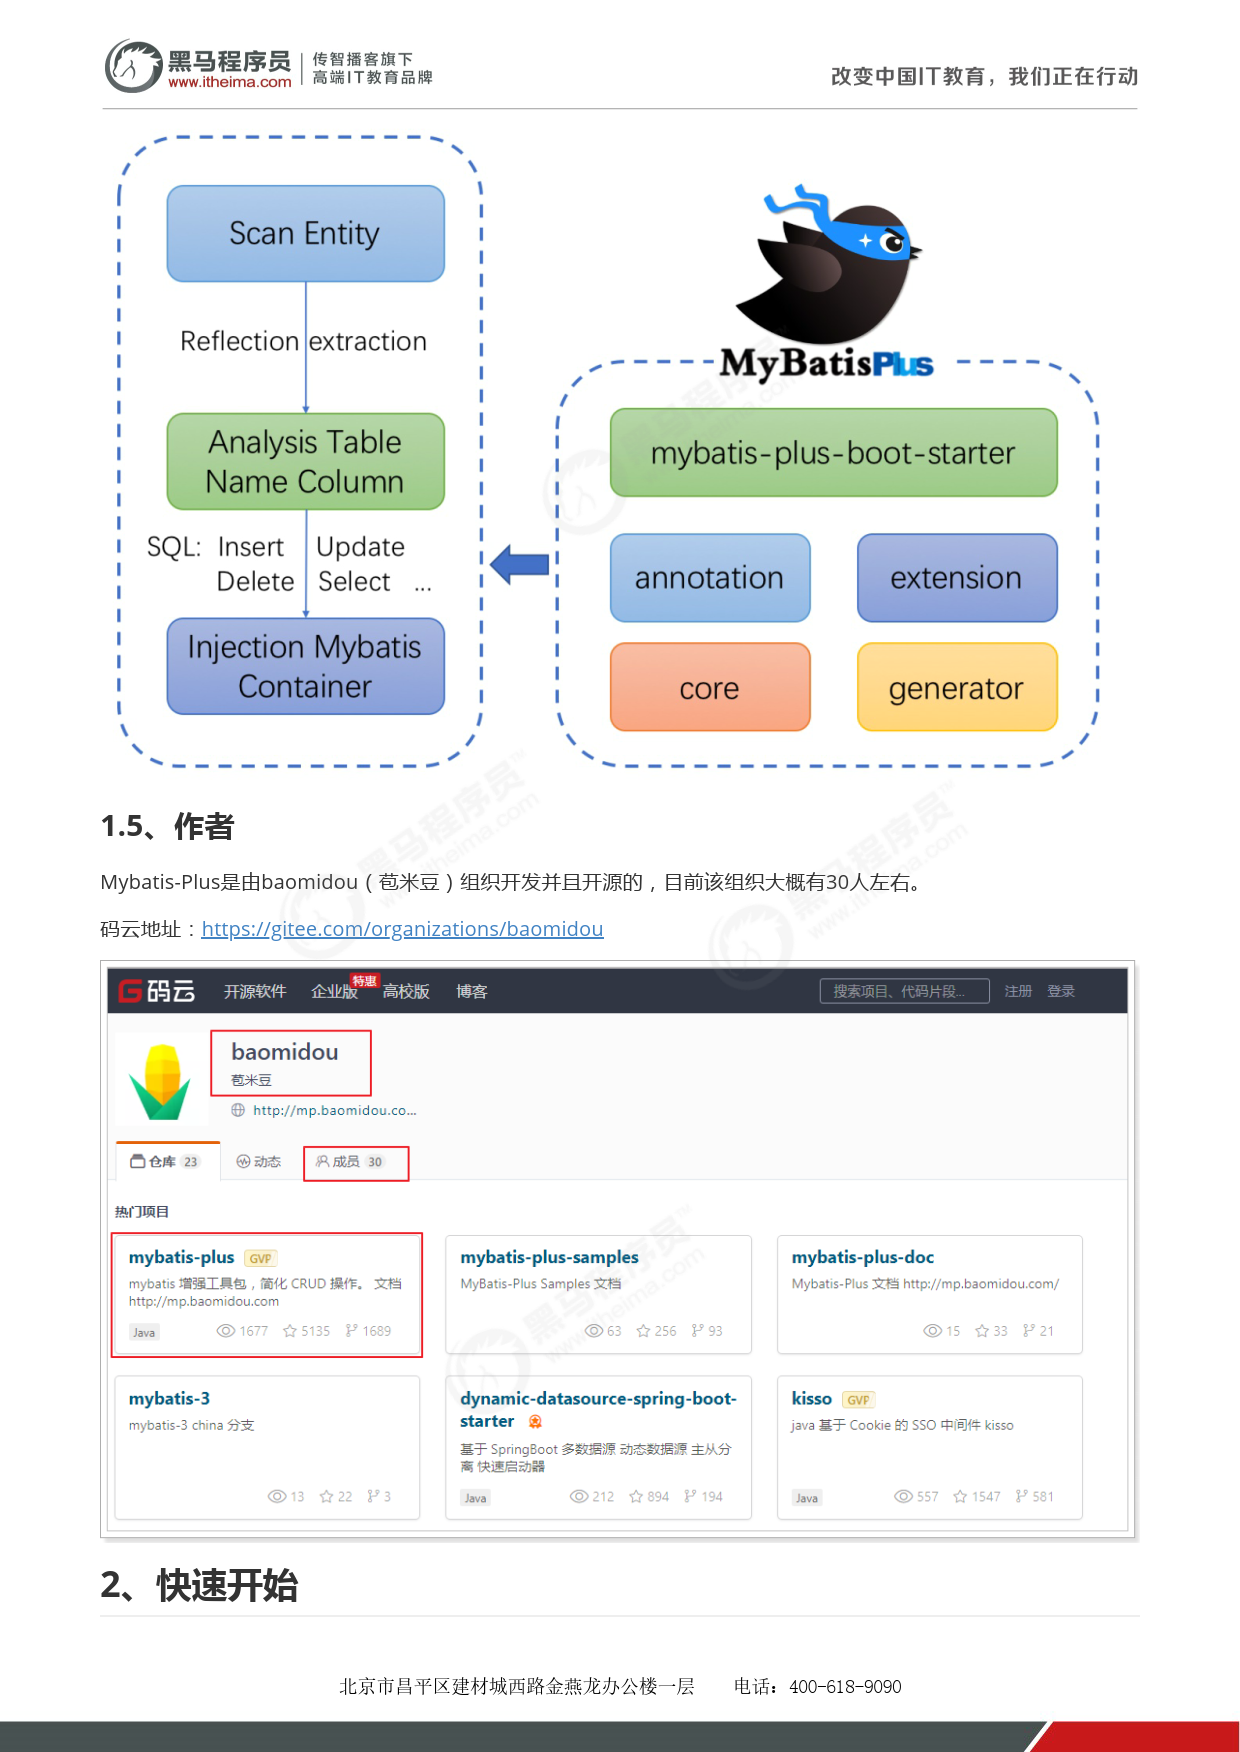 黑马程序员
www.itheima.com
传智播客旗下
高端IT教育品牌
改变中国IT教育，我们正在行动
Scan Entity
Reflection extraction
Analysis Table
Name Column
SQL: Insert Update
Delete Select ...
Injection Mybatis
Container
MyBatisPlus
mybatis-plus-boot-starter
annotation
extension
core
generator
1.5、作者
Mybatis-Plus是由baomidou（苞米豆）组织开发并且开源的，目前该组织大概有30人左右。
码云地址：https://gitee.com/organizations/baomidou
G 码云 开源软件 企业版 特惠 高校版 博客 搜索项目、代码片段... 注册 登录
baomidou
苞米豆
http://mp.baomidou.co...
仓库 23 动态 成员 30
热门项目
mybatis-plus GVP
mybatis 增强工具包，简化 CRUD 操作。 文档
http://mp.baomidou.com
Java 1677 5135 1689
mybatis-plus-samples
MyBatis-Plus Samples 文档
63 256 93
mybatis-plus-doc
Mybatis-Plus 文档 http://mp.baomidou.com/
15 33 21
mybatis-3
mybatis-3 china 分支
13 22 3
dynamic-datasource-spring-boot-
starter
基于 SpringBoot 多数据源 动态数据源 主从分
离 快速启动器
Java 212 894 194
kisso GVP
java 基于 Cookie 的 SSO 中间件 kisso
Java 557 1547 581
2、快速开始
北京市昌平区建材城西路金燕龙办公楼一层 电话：400-618-9090